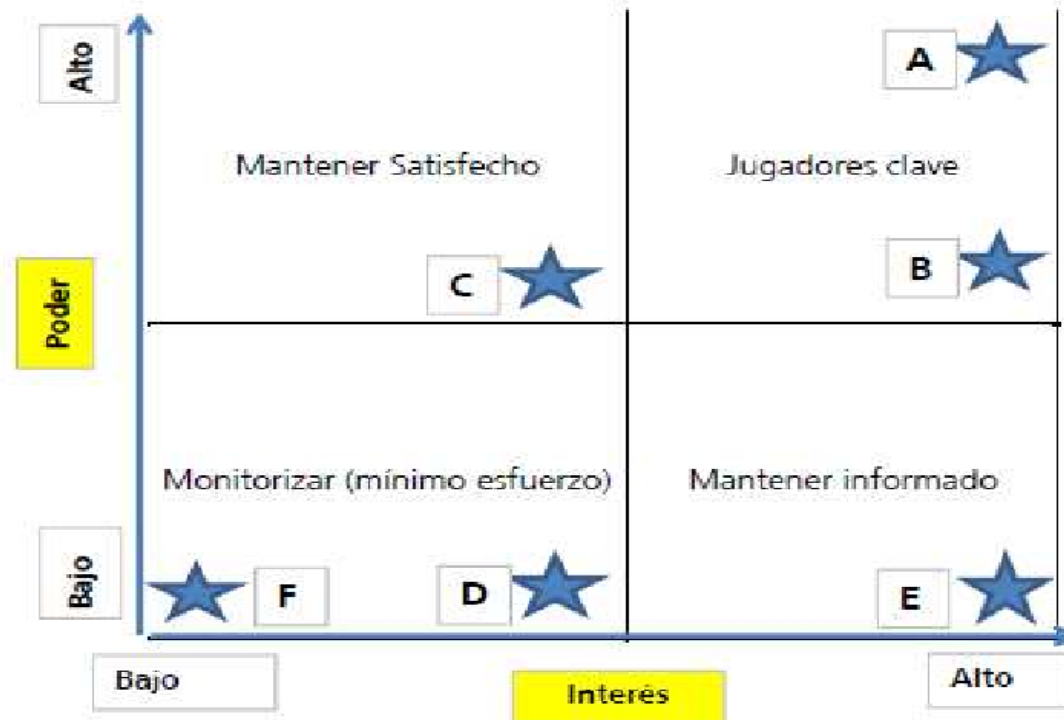 Alto
A
Mantener Satisfecho
Jugadores clave
B
C
Poder
Monitorizar (mínimo esfuerzo)
Mantener informado
Bajo
F
D
E
Bajo
Interés
Alto